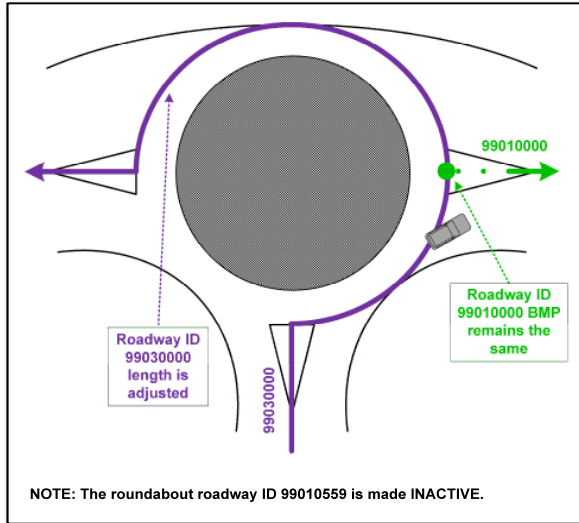 99010000
Roadway ID
99010000 BMP
remains the
same
Roadway ID
99030000
length is
adjusted
99030000
NOTE: The roundabout roadway ID 99010559 is made INACTIVE.